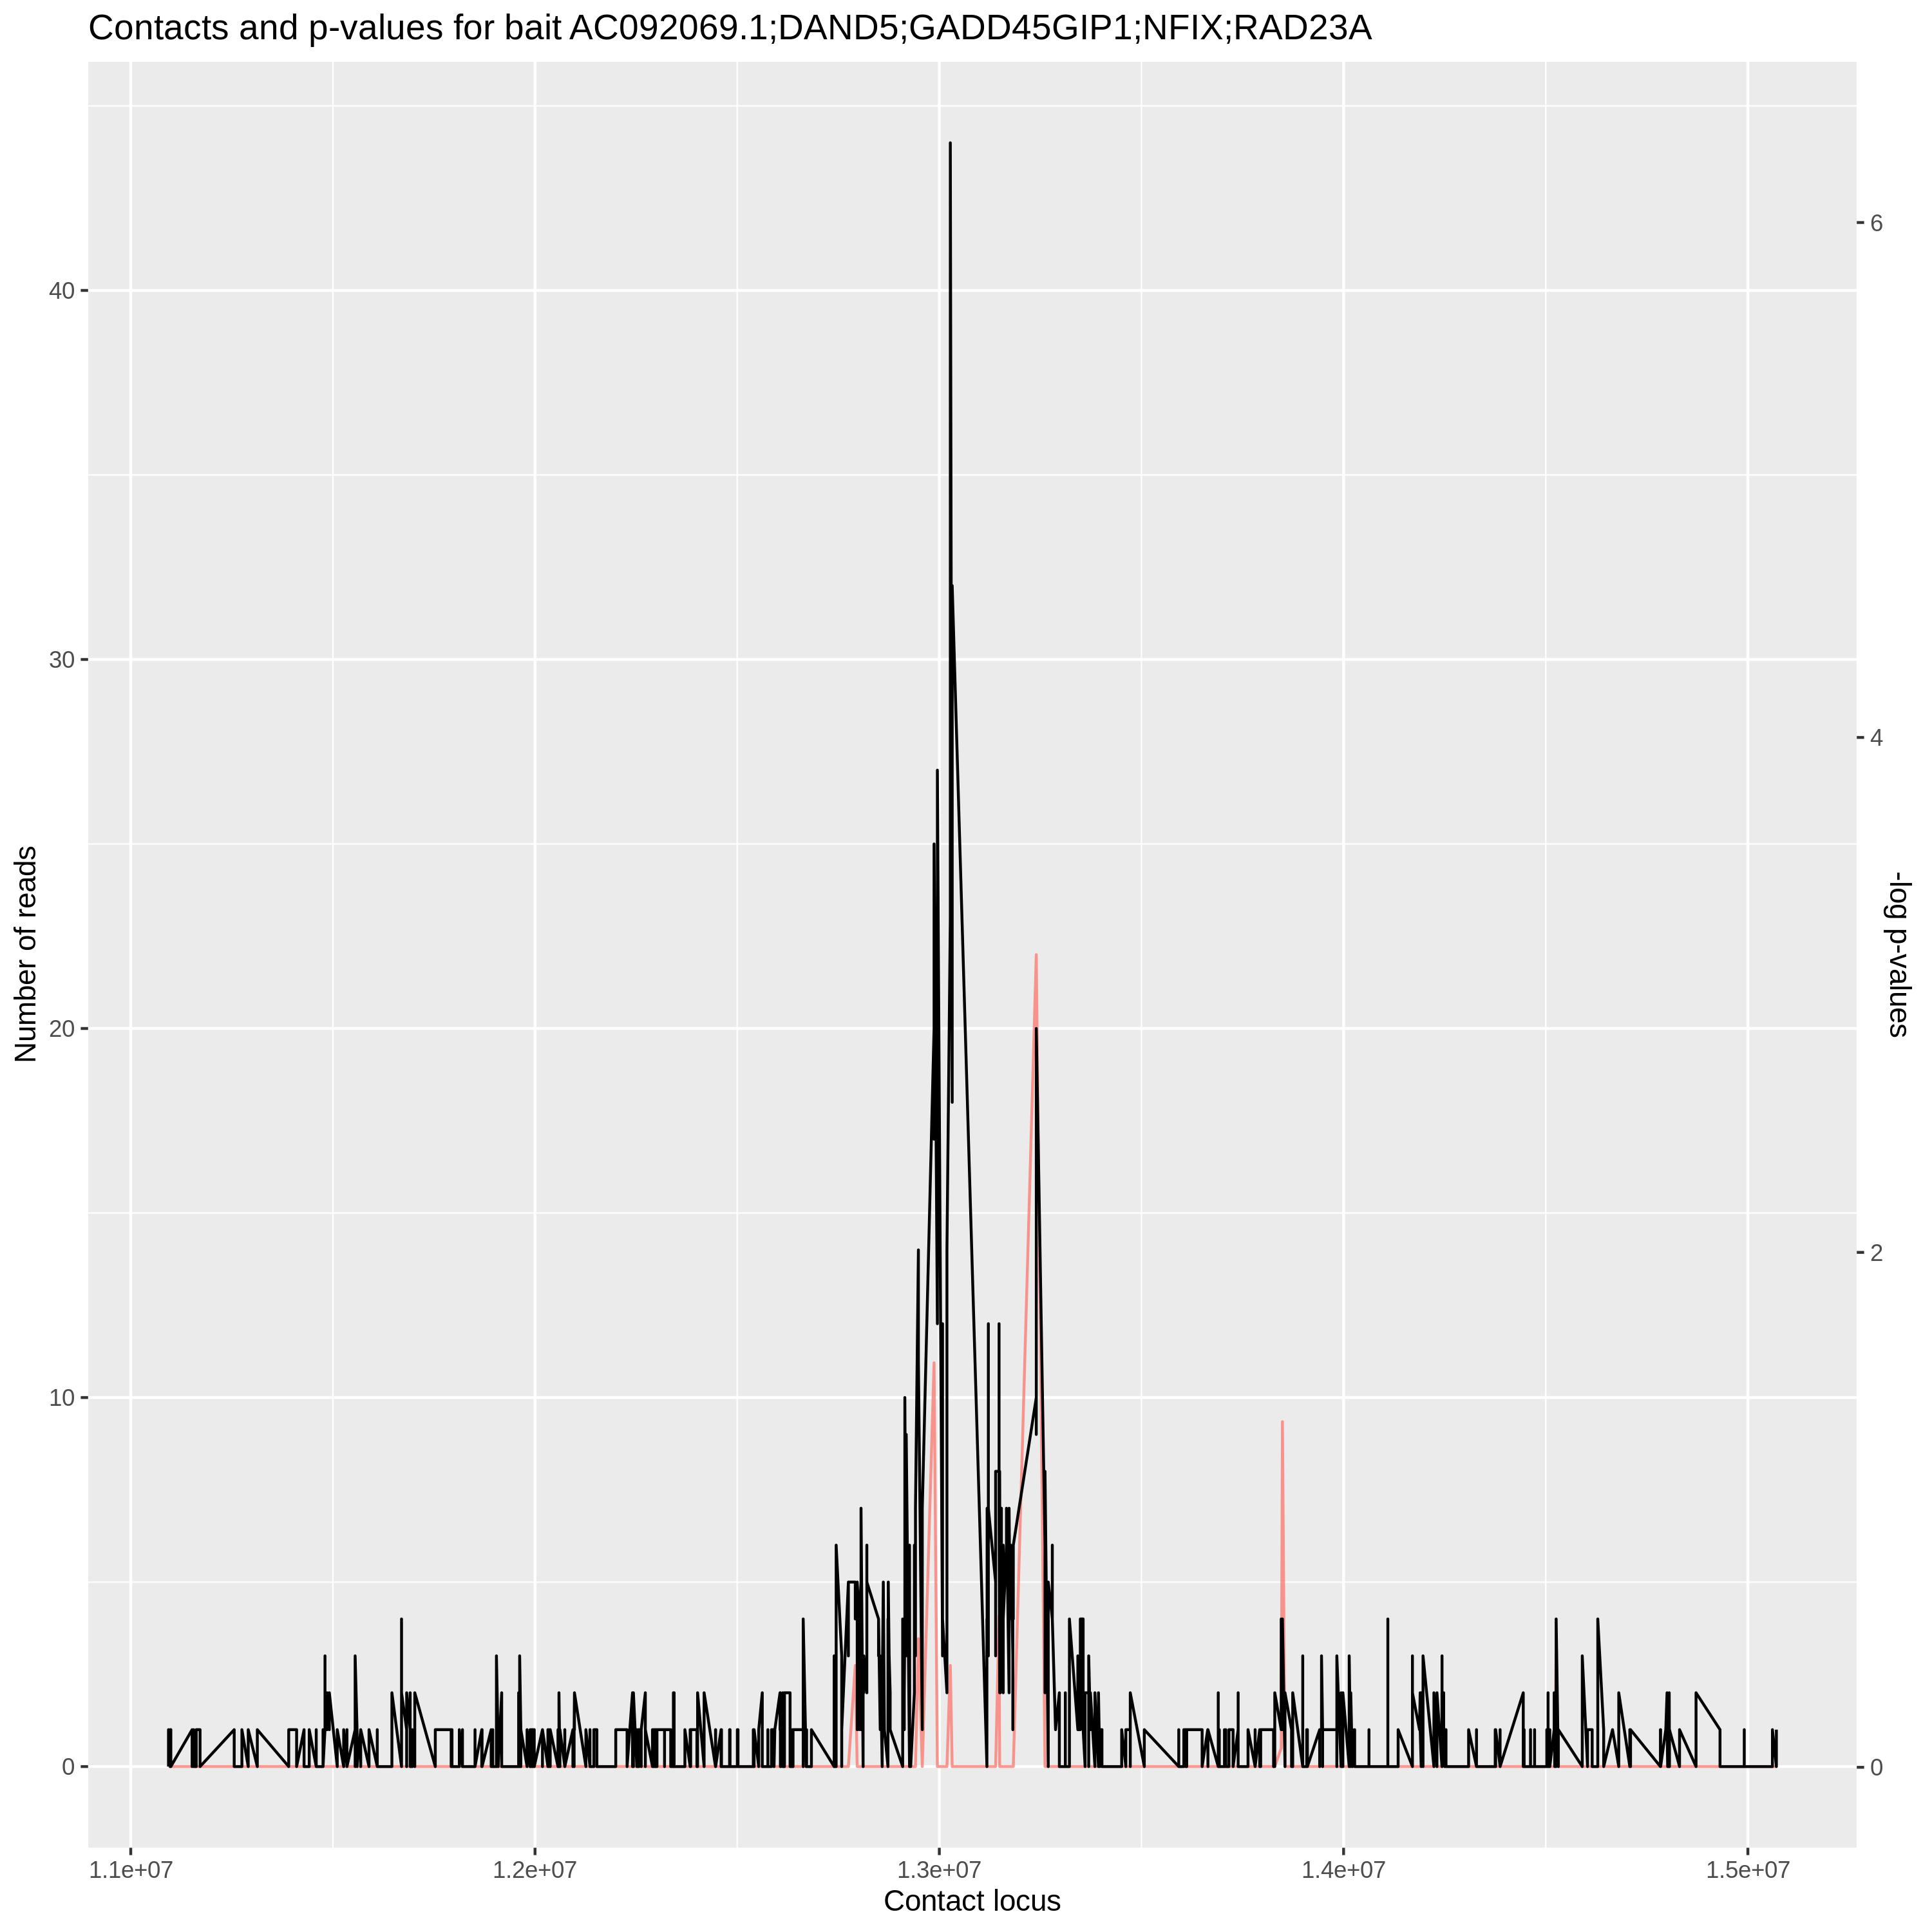 Contacts and p-values for bait AC092069.1;DAND5;GADD45GIP1;NFIX;RAD23A
40
30
20
10
0
Number of reads
6
4
2
0
-log p-values
1.1e+07 1.2e+07 1.3e+07 1.4e+07 1.5e+07
Contact locus